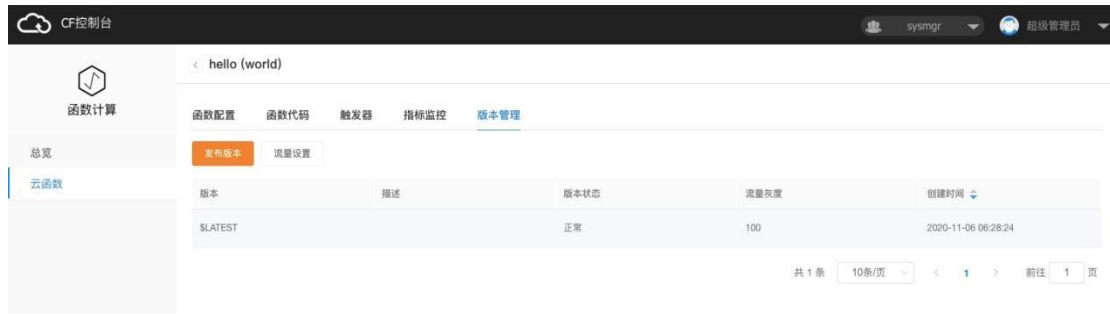 CF控制台 sysmgr 超级管理员
函数计算
总览
云函数
hello (world)
函数配置 函数代码 触发器 指标监控 版本管理
发布版本 流量设置
版本 描述 版本状态 流量灰度 创建时间
$LATEST 正常 100 2020-11-06 06:28:24
共 1 条 10条/页 1 前往 1 页